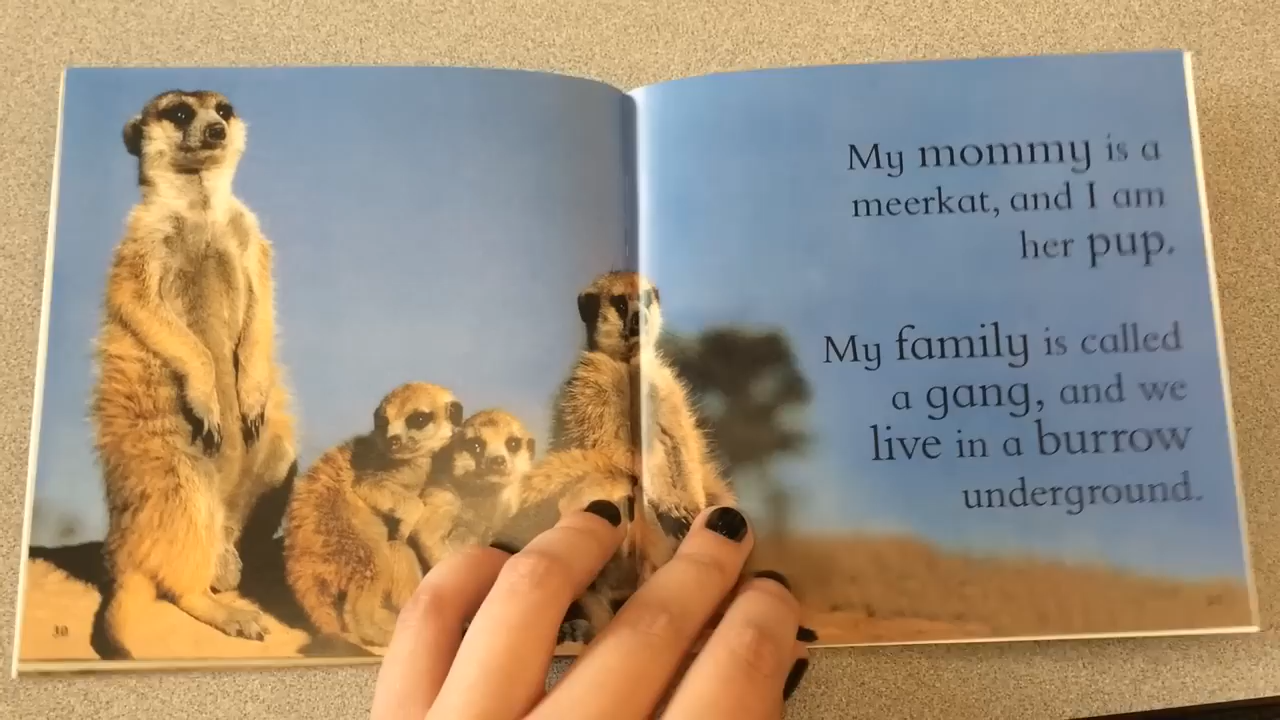 My mommy is a
meerkat, and I am
her pup.
My family is called
a gang, and we
live in a burrow
underground.
30